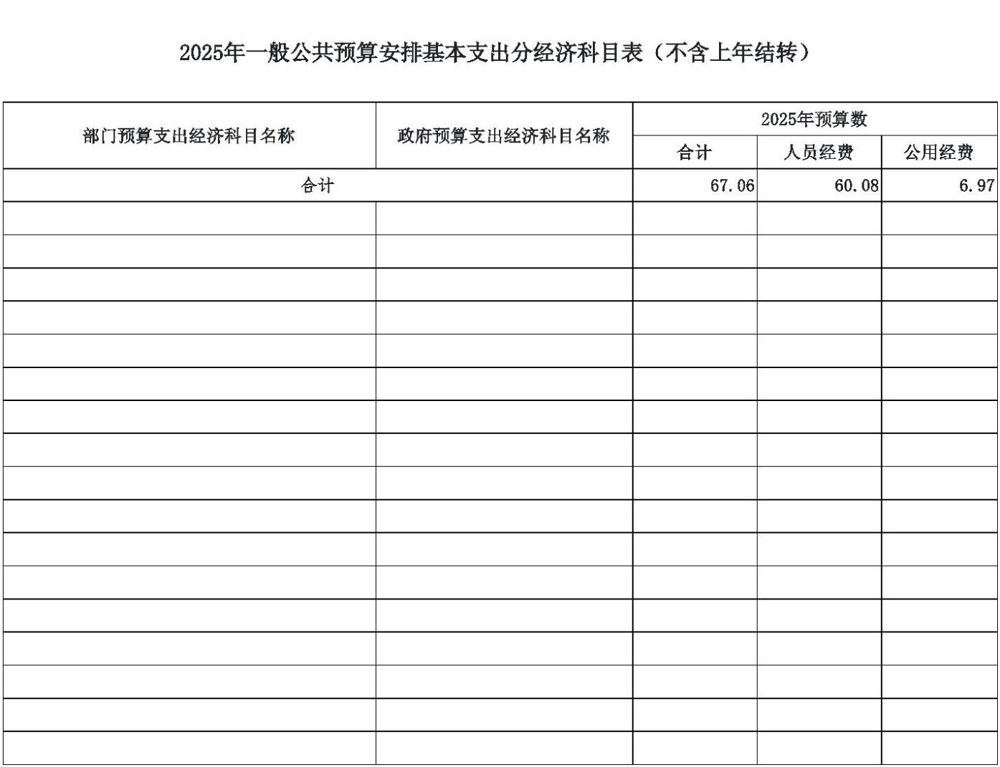 2025年一般公共预算安排基本支出分经济科目表（不含上年结转）
部门预算支出经济科目名称 政府预算支出经济科目名称 2025年预算数
合计 人员经费 公用经费
合计 67.06 60.08 6.97